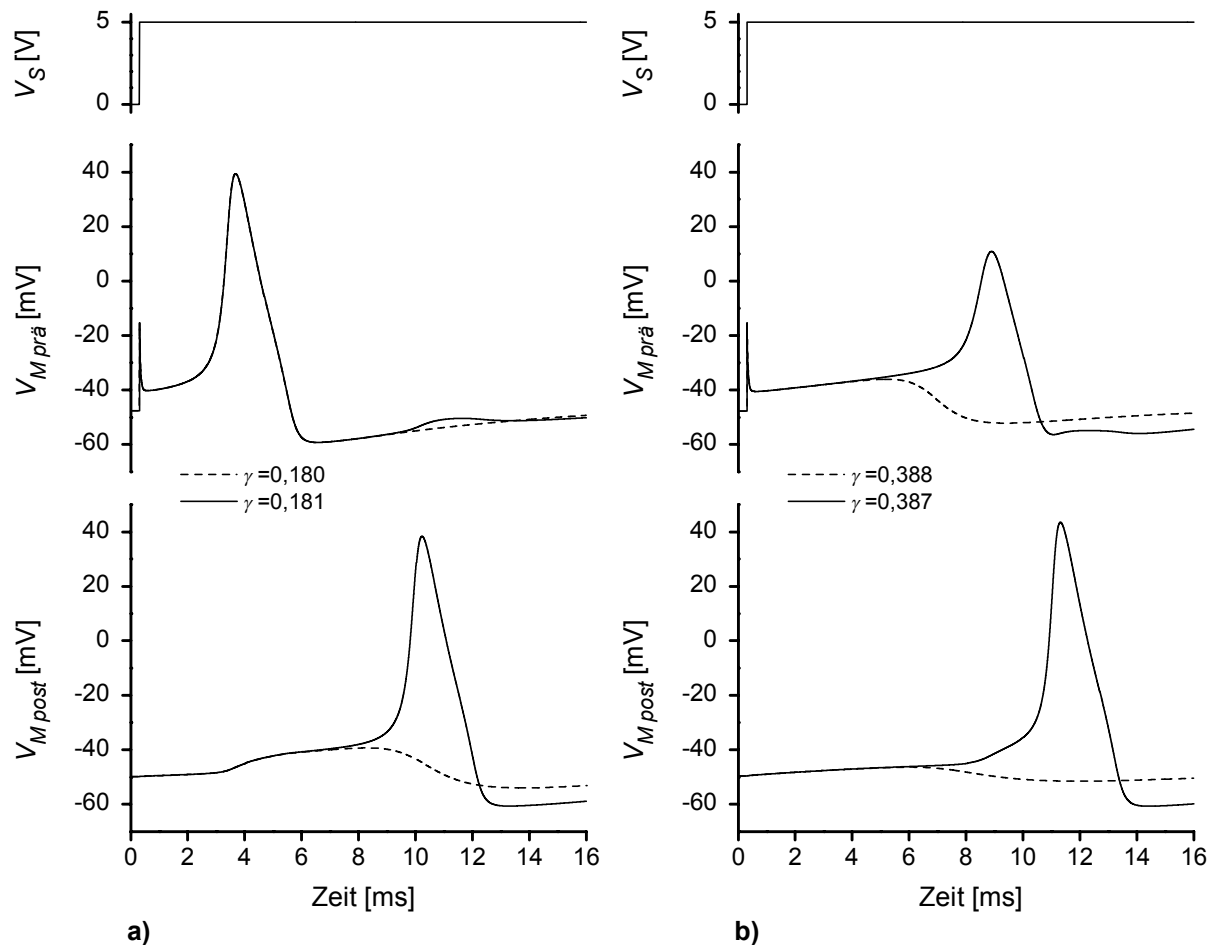 V_S [V]
5
0
V_M prä [mV]
40
20
0
-20
-40
-60
γ =0,180
γ =0,181
V_M post [mV]
40
20
0
-20
-40
-60
0 2 4 6 8 10 12 14 16
Zeit [ms]
a)
V_S [V]
5
0
V_M prä [mV]
40
20
0
-20
-40
-60
γ =0,388
γ =0,387
V_M post [mV]
40
20
0
-20
-40
-60
0 2 4 6 8 10 12 14 16
Zeit [ms]
b)